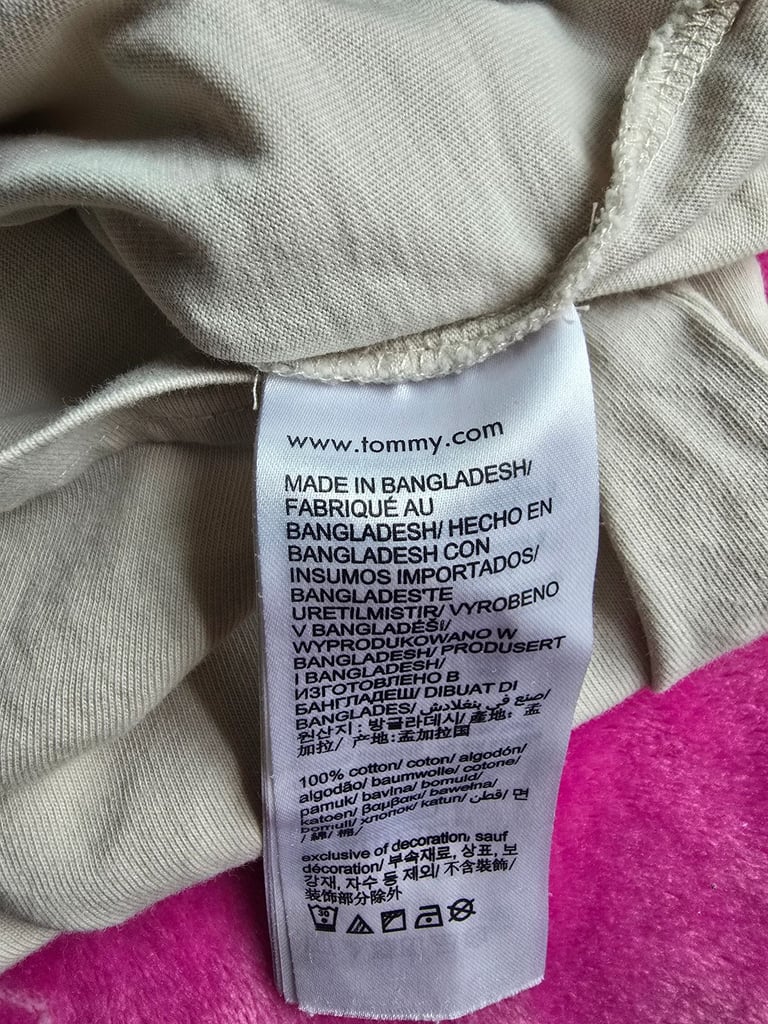 www.tommy.com
MADE IN BANGLADESH/
FABRIQUÉ AU
BANGLADESH/ HECHO EN
BANGLADESH CON
INSUMOS IMPORTADOS/
BANGLADEŞ'TE
URETILMISTIR/ VYROBENO
V BANGLADÉŠI/
WYPRODUKOWANO W
BANGLADESH/ PRODUSERT
I BANGLADESH/
ИЗГОТОВЛЕНО В
БАНГЛАДЕШ/ DIBUAT DI
BANGLADES/ صنع في بنغلاديش/
원산지: 방글라데시/ 產地: 孟
加拉/ 产地:孟加拉国
100% cotton/ coton/ algodón/
algodão/ baumwolle/ cotone/
pamuk/ bavlna/ bomuld/
katoen/ βαμβακι/ bawełna/
bomull/ хлопок/ katun/ قطن/ 면
/ 綿/ 棉/
exclusive of decoration, sauf
décoration/ 부속재료, 상표, 보
강재, 자수 등 제외/ 不含裝飾/
装饰部分除外
30